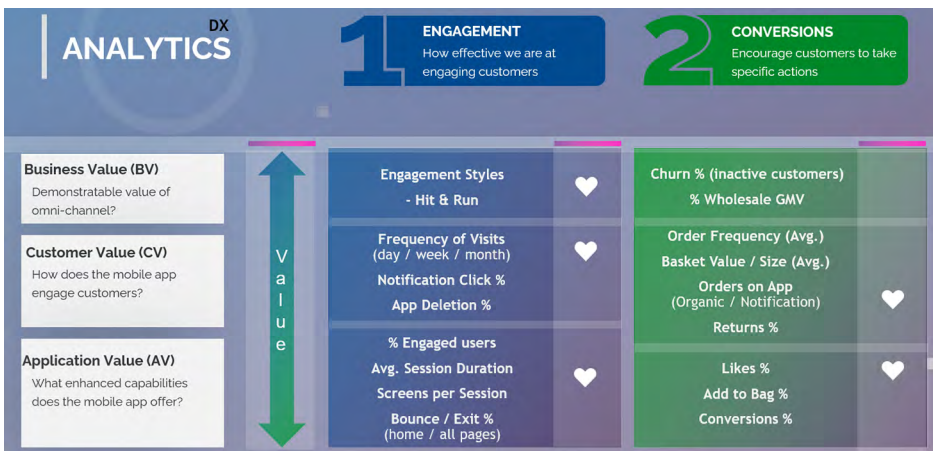 DX
ANALYTICS
1
ENGAGEMENT
How effective we are at
engaging customers
2
CONVERSIONS
Encourage customers to take
specific actions
Business Value (BV)
Demonstratable value of
omni-channel?
Customer Value (CV)
How does the mobile app
engage customers?
Application Value (AV)
What enhanced capabilities
does the mobile app offer?
Value
Engagement Styles
- Hit & Run
Frequency of Visits
(day / week / month)
Notification Click %
App Deletion %
% Engaged users
Avg. Session Duration
Screens per Session
Bounce / Exit %
(home / all pages)
Churn % (inactive customers)
% Wholesale GMV
Order Frequency (Avg.)
Basket Value / Size (Avg.)
Orders on App
(Organic / Notification)
Returns %
Likes %
Add to Bag %
Conversions %